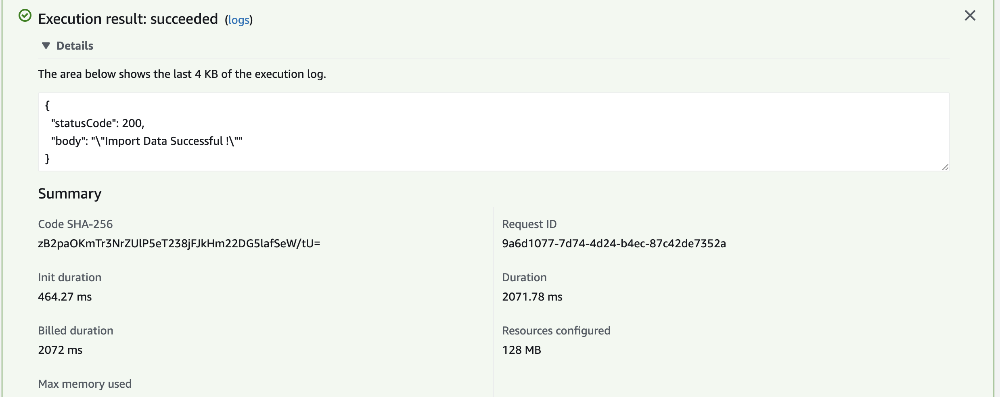 Execution result: succeeded (logs)
Details
The area below shows the last 4 KB of the execution log.
{
"statusCode": 200,
"body": "\"Import Data Successful !\""
}
Summary
Code SHA-256
zB2paOKmTr3NrZUlP5eT238jFJkHm22DG5lafSeW/tU=
Request ID
9a6d1077-7d74-4d24-b4ec-87c42de7352a
Init duration
464.27 ms
Duration
2071.78 ms
Billed duration
2072 ms
Resources configured
128 MB
Max memory used